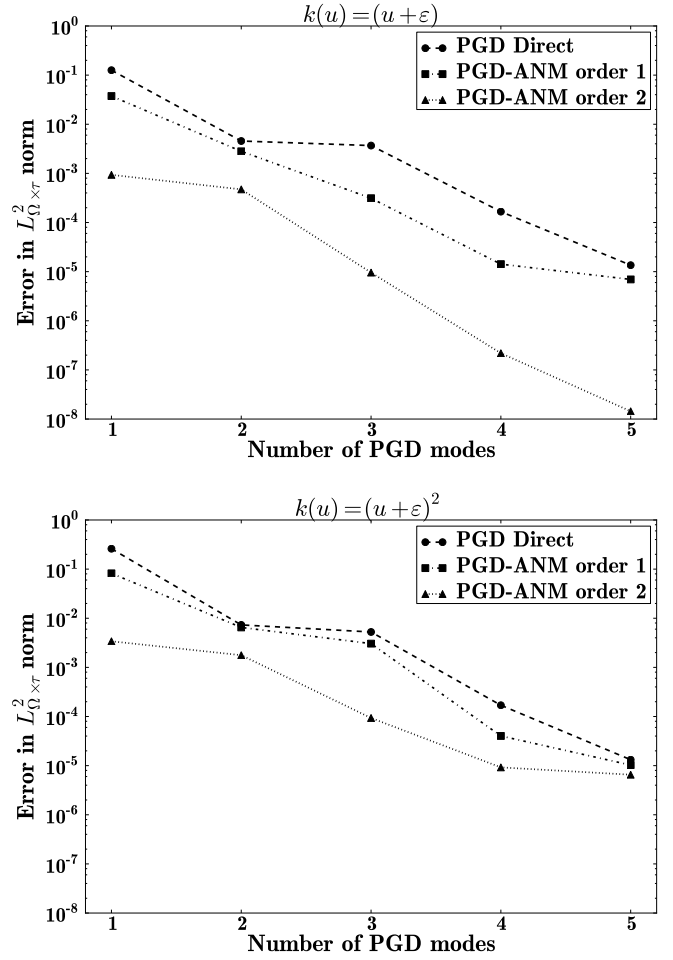 k(u) = (u + ε)
10^0
10^-1
10^-2
10^-3
10^-4
10^-5
10^-6
10^-7
10^-8
Error in L^2_{Ω×τ} norm
PGD Direct
PGD-ANM order 1
PGD-ANM order 2
1 2 3 4 5
Number of PGD modes
k(u) = (u + ε)^2
10^0
10^-1
10^-2
10^-3
10^-4
10^-5
10^-6
10^-7
10^-8
Error in L^2_{Ω×τ} norm
PGD Direct
PGD-ANM order 1
PGD-ANM order 2
1 2 3 4 5
Number of PGD modes